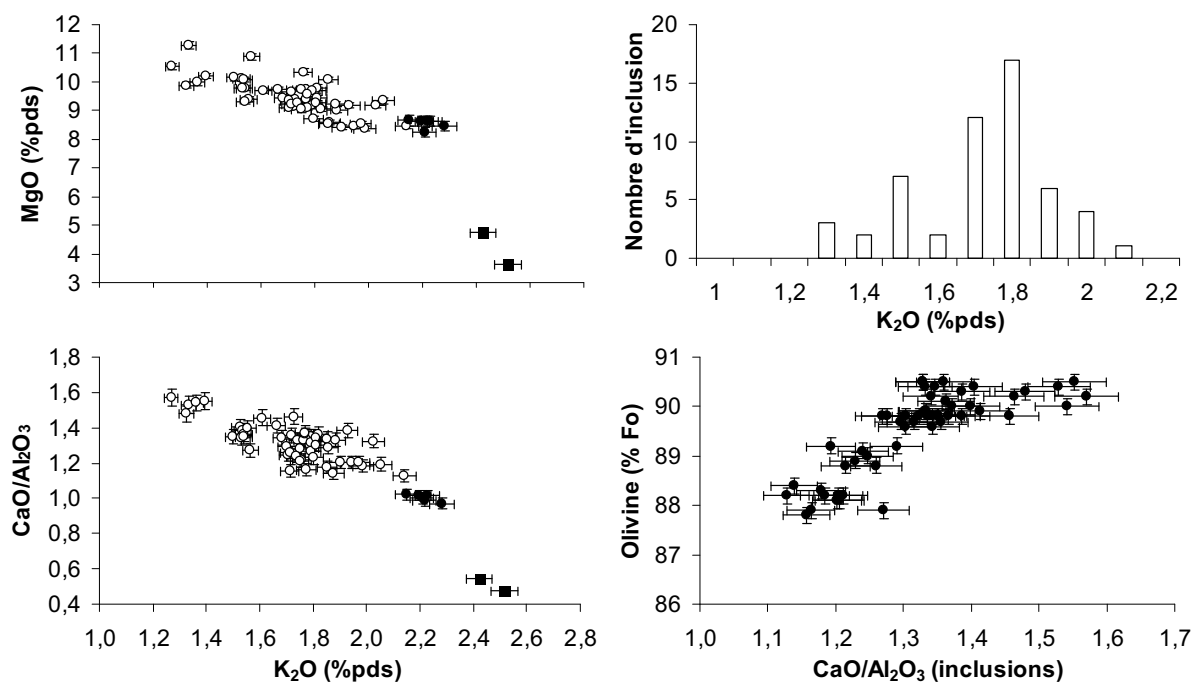 MgO (%pds)
12
11
10
9
8
7
6
5
4
3
Nombre d'inclusion
20
15
10
5
0
1 1,2 1,4 1,6 1,8 2 2,2
K₂O (%pds)
CaO/Al₂O₃
1,8
1,6
1,4
1,2
1,0
0,8
0,6
0,4
1,0 1,2 1,4 1,6 1,8 2,0 2,2 2,4 2,6 2,8
K₂O (%pds)
Olivine (% Fo)
91
90
89
88
87
86
1,0 1,1 1,2 1,3 1,4 1,5 1,6 1,7
CaO/Al₂O₃ (inclusions)